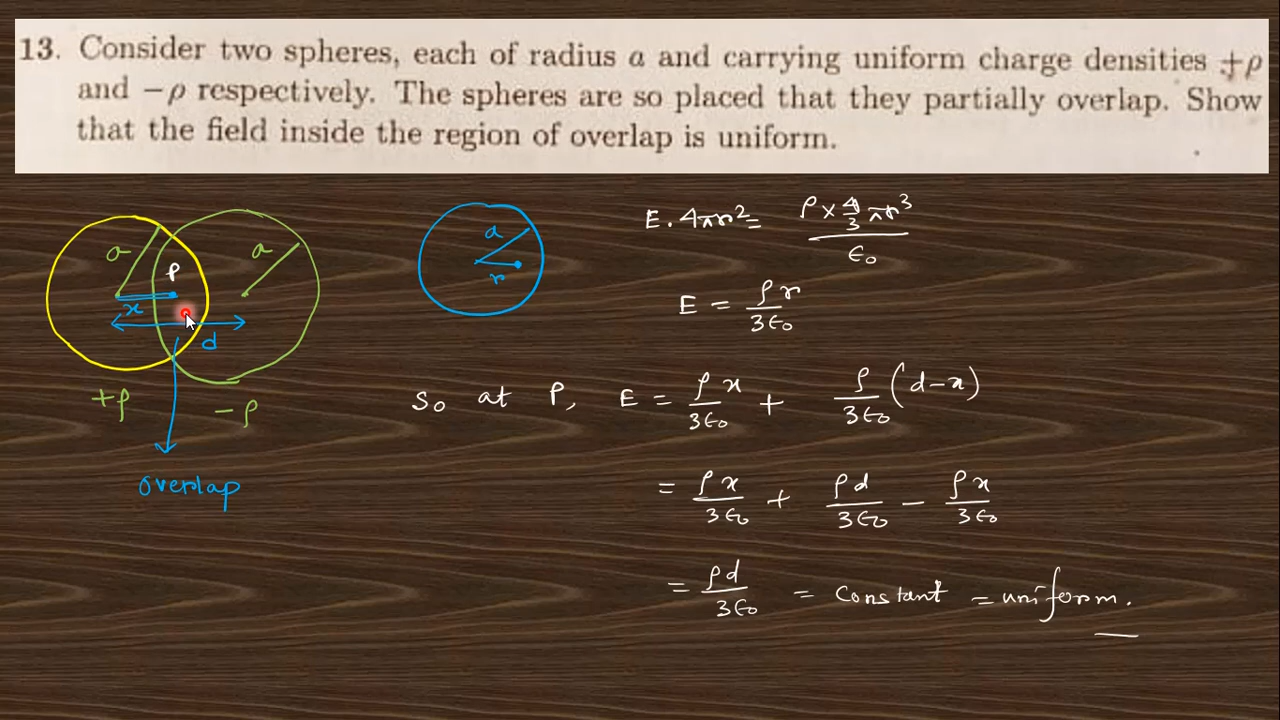 13. Consider two spheres, each of radius a and carrying uniform charge densities +ρ
and −ρ respectively. The spheres are so placed that they partially overlap. Show
that the field inside the region of overlap is uniform.
a
a
P
x
d
+ρ
−ρ
overlap
a
r
E. 4πr² = ρ × 4/3 πr³ / ε₀
E = ρr / 3ε₀
So at P, E = ρx / 3ε₀ + ρ / 3ε₀ (d−x)
= ρx / 3ε₀ + ρd / 3ε₀ − ρx / 3ε₀
= ρd / 3ε₀ = constant = uniform.